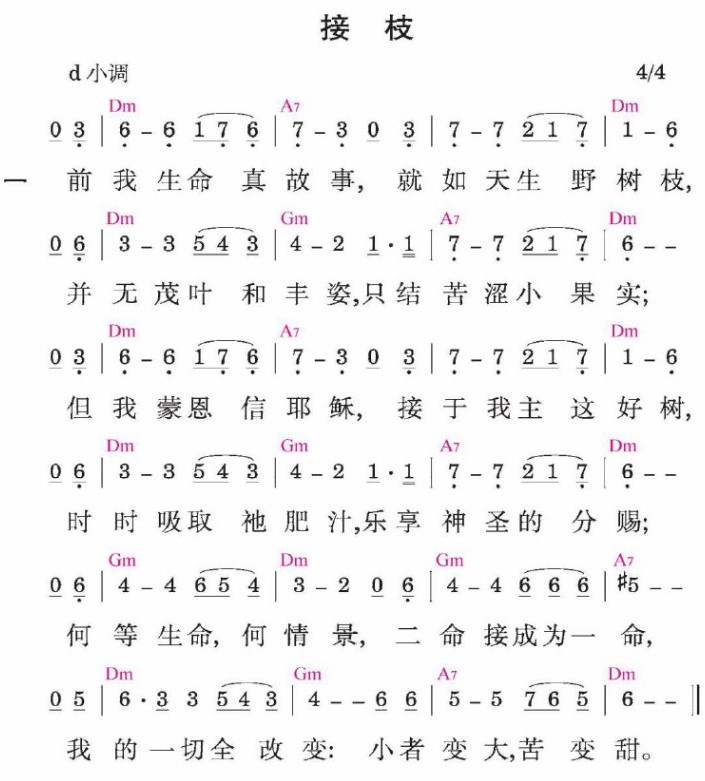 接 枝
d 小调 4/4
Dm A7 Dm
0 3 | 6 – 6 1 7 6 | 7 – 3 0 3 | 7 – 7 2 1 7 | 1 – 6
一 前 我 生 命 真 故 事, 就 如 天 生 野 树 枝,
Dm Gm A7 Dm
0 6 | 3 – 3 5 4 3 | 4 – 2 1 · 1 | 7 – 7 2 1 7 | 6 – –
并 无 茂 叶 和 丰 姿,只 结 苦 涩 小 果 实;
Dm A7 Dm
0 3 | 6 – 6 1 7 6 | 7 – 3 0 3 | 7 – 7 2 1 7 | 1 – 6
但 我 蒙 恩 信 耶 稣, 接 于 我 主 这 好 树,
Dm Gm A7 Dm
0 6 | 3 – 3 5 4 3 | 4 – 2 1 · 1 | 7 – 7 2 1 7 | 6 – –
时 时 吸 取 祂 肥 汁,乐 享 神 圣 的 分 赐;
Gm Dm Gm A7
0 6 | 4 – 4 6 5 4 | 3 – 2 0 6 | 4 – 4 6 6 6 | #5 – –
何 等 生 命, 何 情 景, 二 命 接 成 为 一 命,
Dm Gm A7 Dm
0 5 | 6 · 3 3 5 4 3 | 4 – – 6 6 | 5 – 5 7 6 5 | 6 – – ‖
我 的 一 切 全 改 变: 小 者 变 大,苦 变 甜。